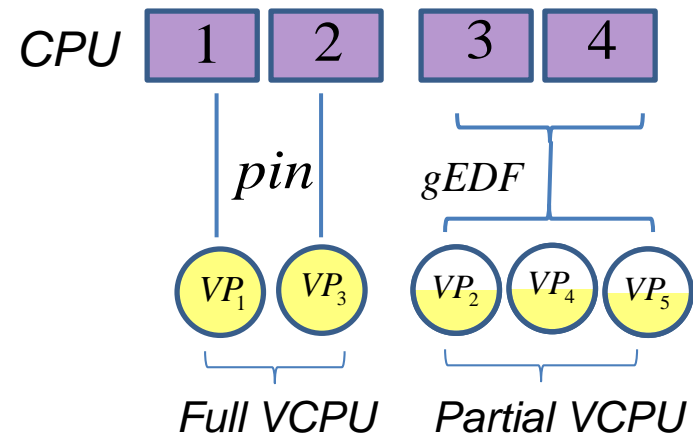 CPU 1 2 3 4
pin gEDF
VP₁ VP₃ VP₂ VP₄ VP₅
Full VCPU Partial VCPU